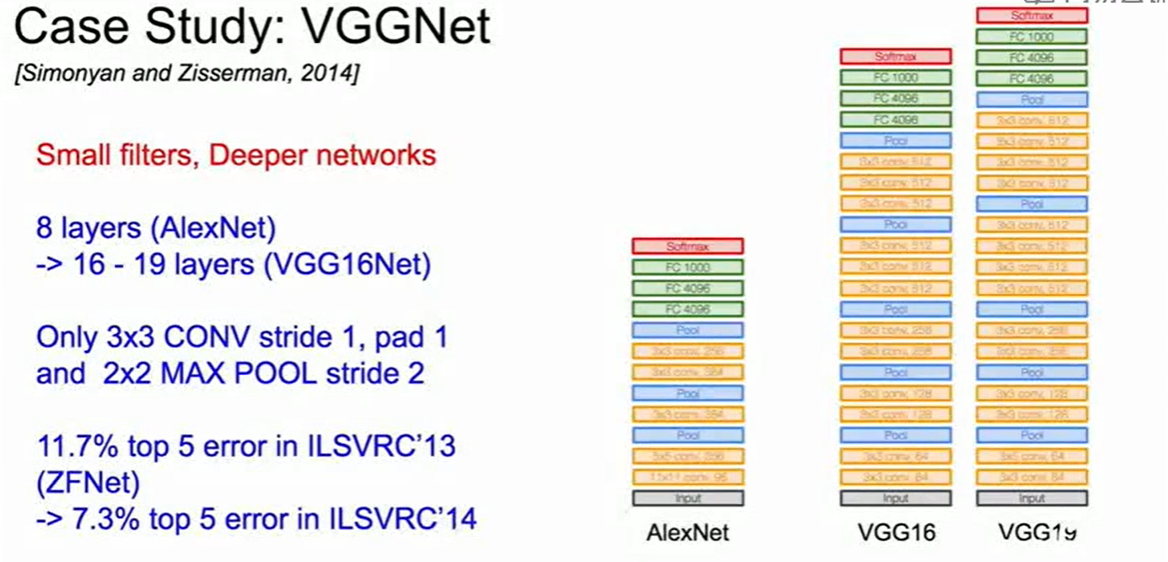 Case Study: VGGNet
[Simonyan and Zisserman, 2014]
Small filters, Deeper networks
8 layers (AlexNet)
-> 16 - 19 layers (VGG16Net)
Only 3x3 CONV stride 1, pad 1
and 2x2 MAX POOL stride 2
11.7% top 5 error in ILSVRC'13
(ZFNet)
-> 7.3% top 5 error in ILSVRC'14
Softmax
FC 1000
FC 4096
FC 4096
Pool
3x3 conv, 256
3x3 conv, 384
Pool
3x3 conv, 384
Pool
5x5 conv, 256
11x11 conv, 96
Input
AlexNet
Softmax
FC 1000
FC 4096
FC 4096
Pool
3x3 conv, 512
3x3 conv, 512
3x3 conv, 512
Pool
3x3 conv, 512
3x3 conv, 512
3x3 conv, 512
Pool
3x3 conv, 256
3x3 conv, 256
Pool
3x3 conv, 128
3x3 conv, 128
Pool
3x3 conv, 64
3x3 conv, 64
Input
VGG16
Softmax
FC 1000
FC 4096
FC 4096
Pool
3x3 conv, 512
3x3 conv, 512
3x3 conv, 512
3x3 conv, 512
Pool
3x3 conv, 512
3x3 conv, 512
3x3 conv, 512
3x3 conv, 512
Pool
3x3 conv, 256
3x3 conv, 256
Pool
3x3 conv, 128
3x3 conv, 128
Pool
3x3 conv, 64
3x3 conv, 64
Input
VGG19